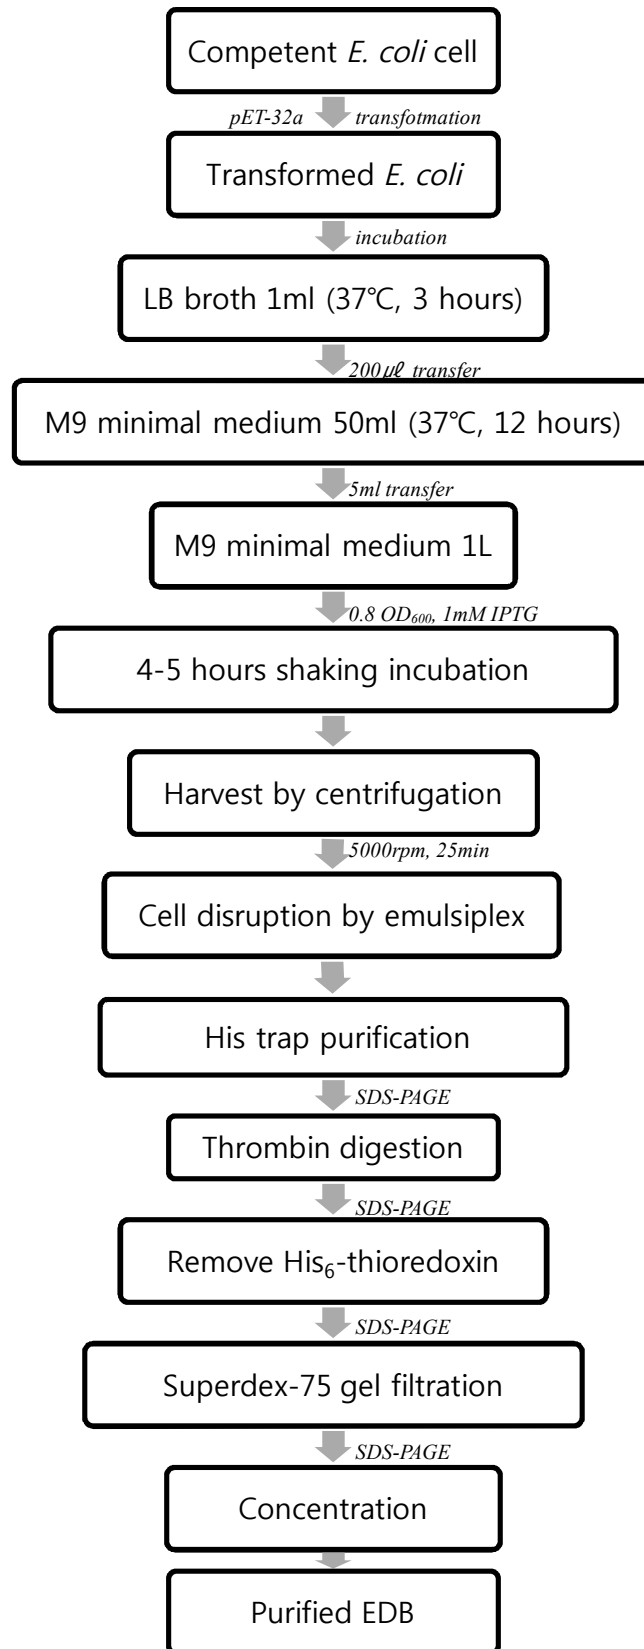 Competent E. coli cell
pET-32a transfotmation
Transformed E. coli
incubation
LB broth 1ml (37℃, 3 hours)
200㎕ transfer
M9 minimal medium 50ml (37℃, 12 hours)
5ml transfer
M9 minimal medium 1L
0.8 OD₆₀₀, 1mM IPTG
4-5 hours shaking incubation
Harvest by centrifugation
5000rpm, 25min
Cell disruption by emulsiplex
His trap purification
SDS-PAGE
Thrombin digestion
SDS-PAGE
Remove His₆-thioredoxin
SDS-PAGE
Superdex-75 gel filtration
SDS-PAGE
Concentration
Purified EDB